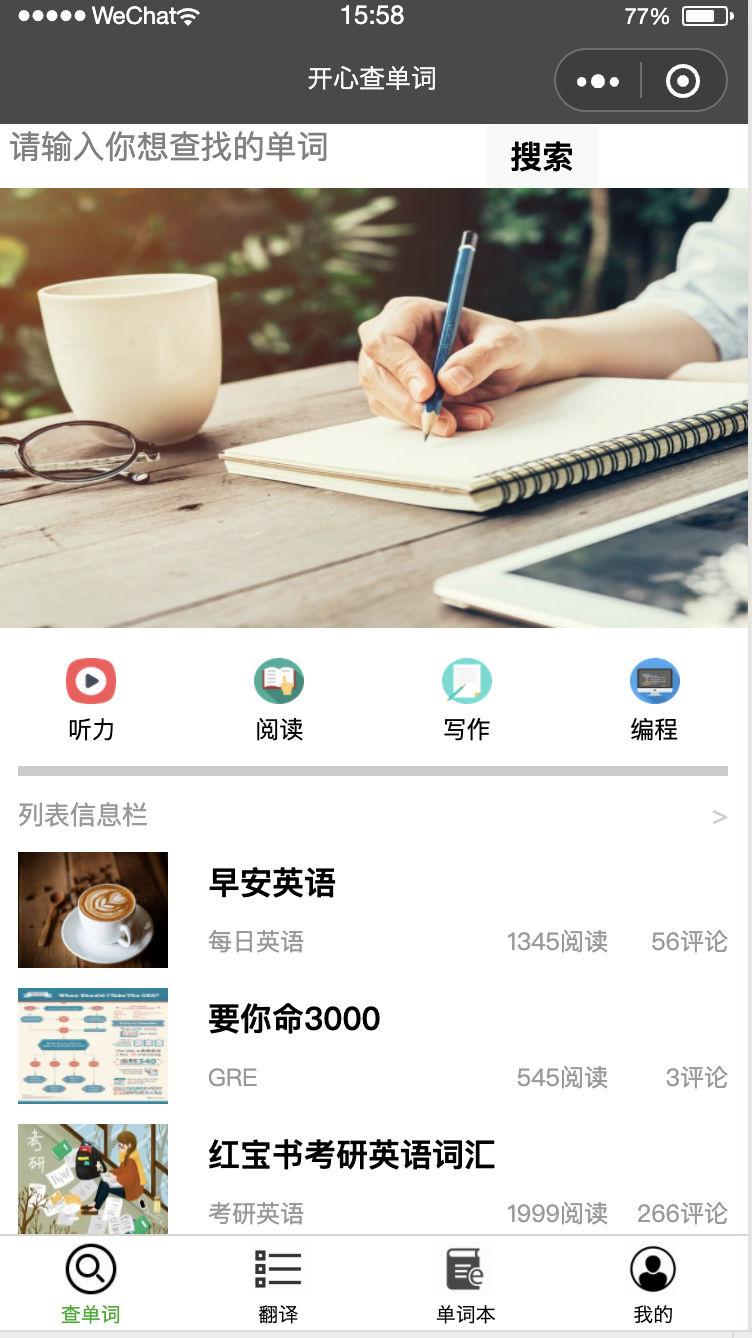 ●●●●● WeChat 15:58 77%
开心查单词
请输入你想查找的单词 搜索
听力 阅读 写作 编程
列表信息栏 >
早安英语
每日英语 1345阅读 56评论
When Should I Take The GRE?
要你命3000
GRE 545阅读 3评论
考研
红宝书考研英语词汇
考研英语 1999阅读 266评论
查单词 翻译 单词本 我的